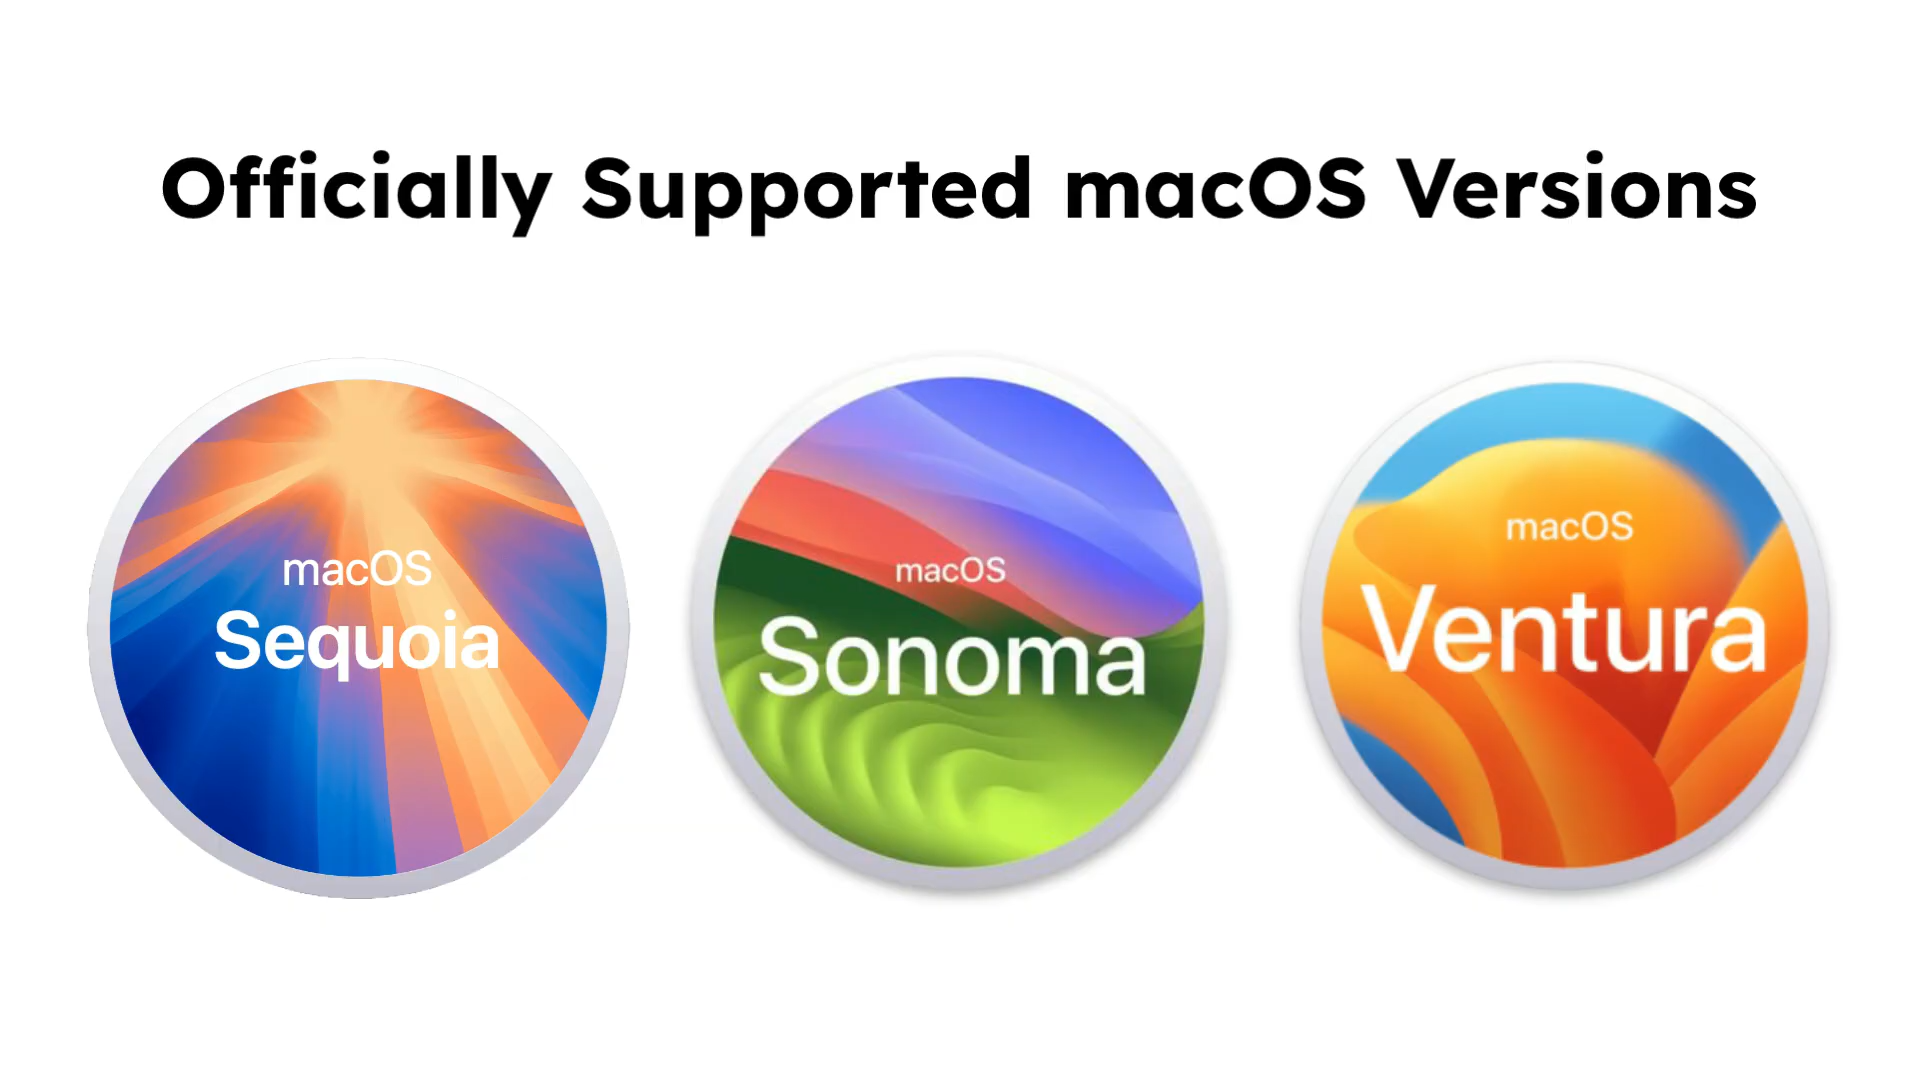 Officially Supported macOS Versions
macOS
Sequoia
macOS
Sonoma
macOS
Ventura